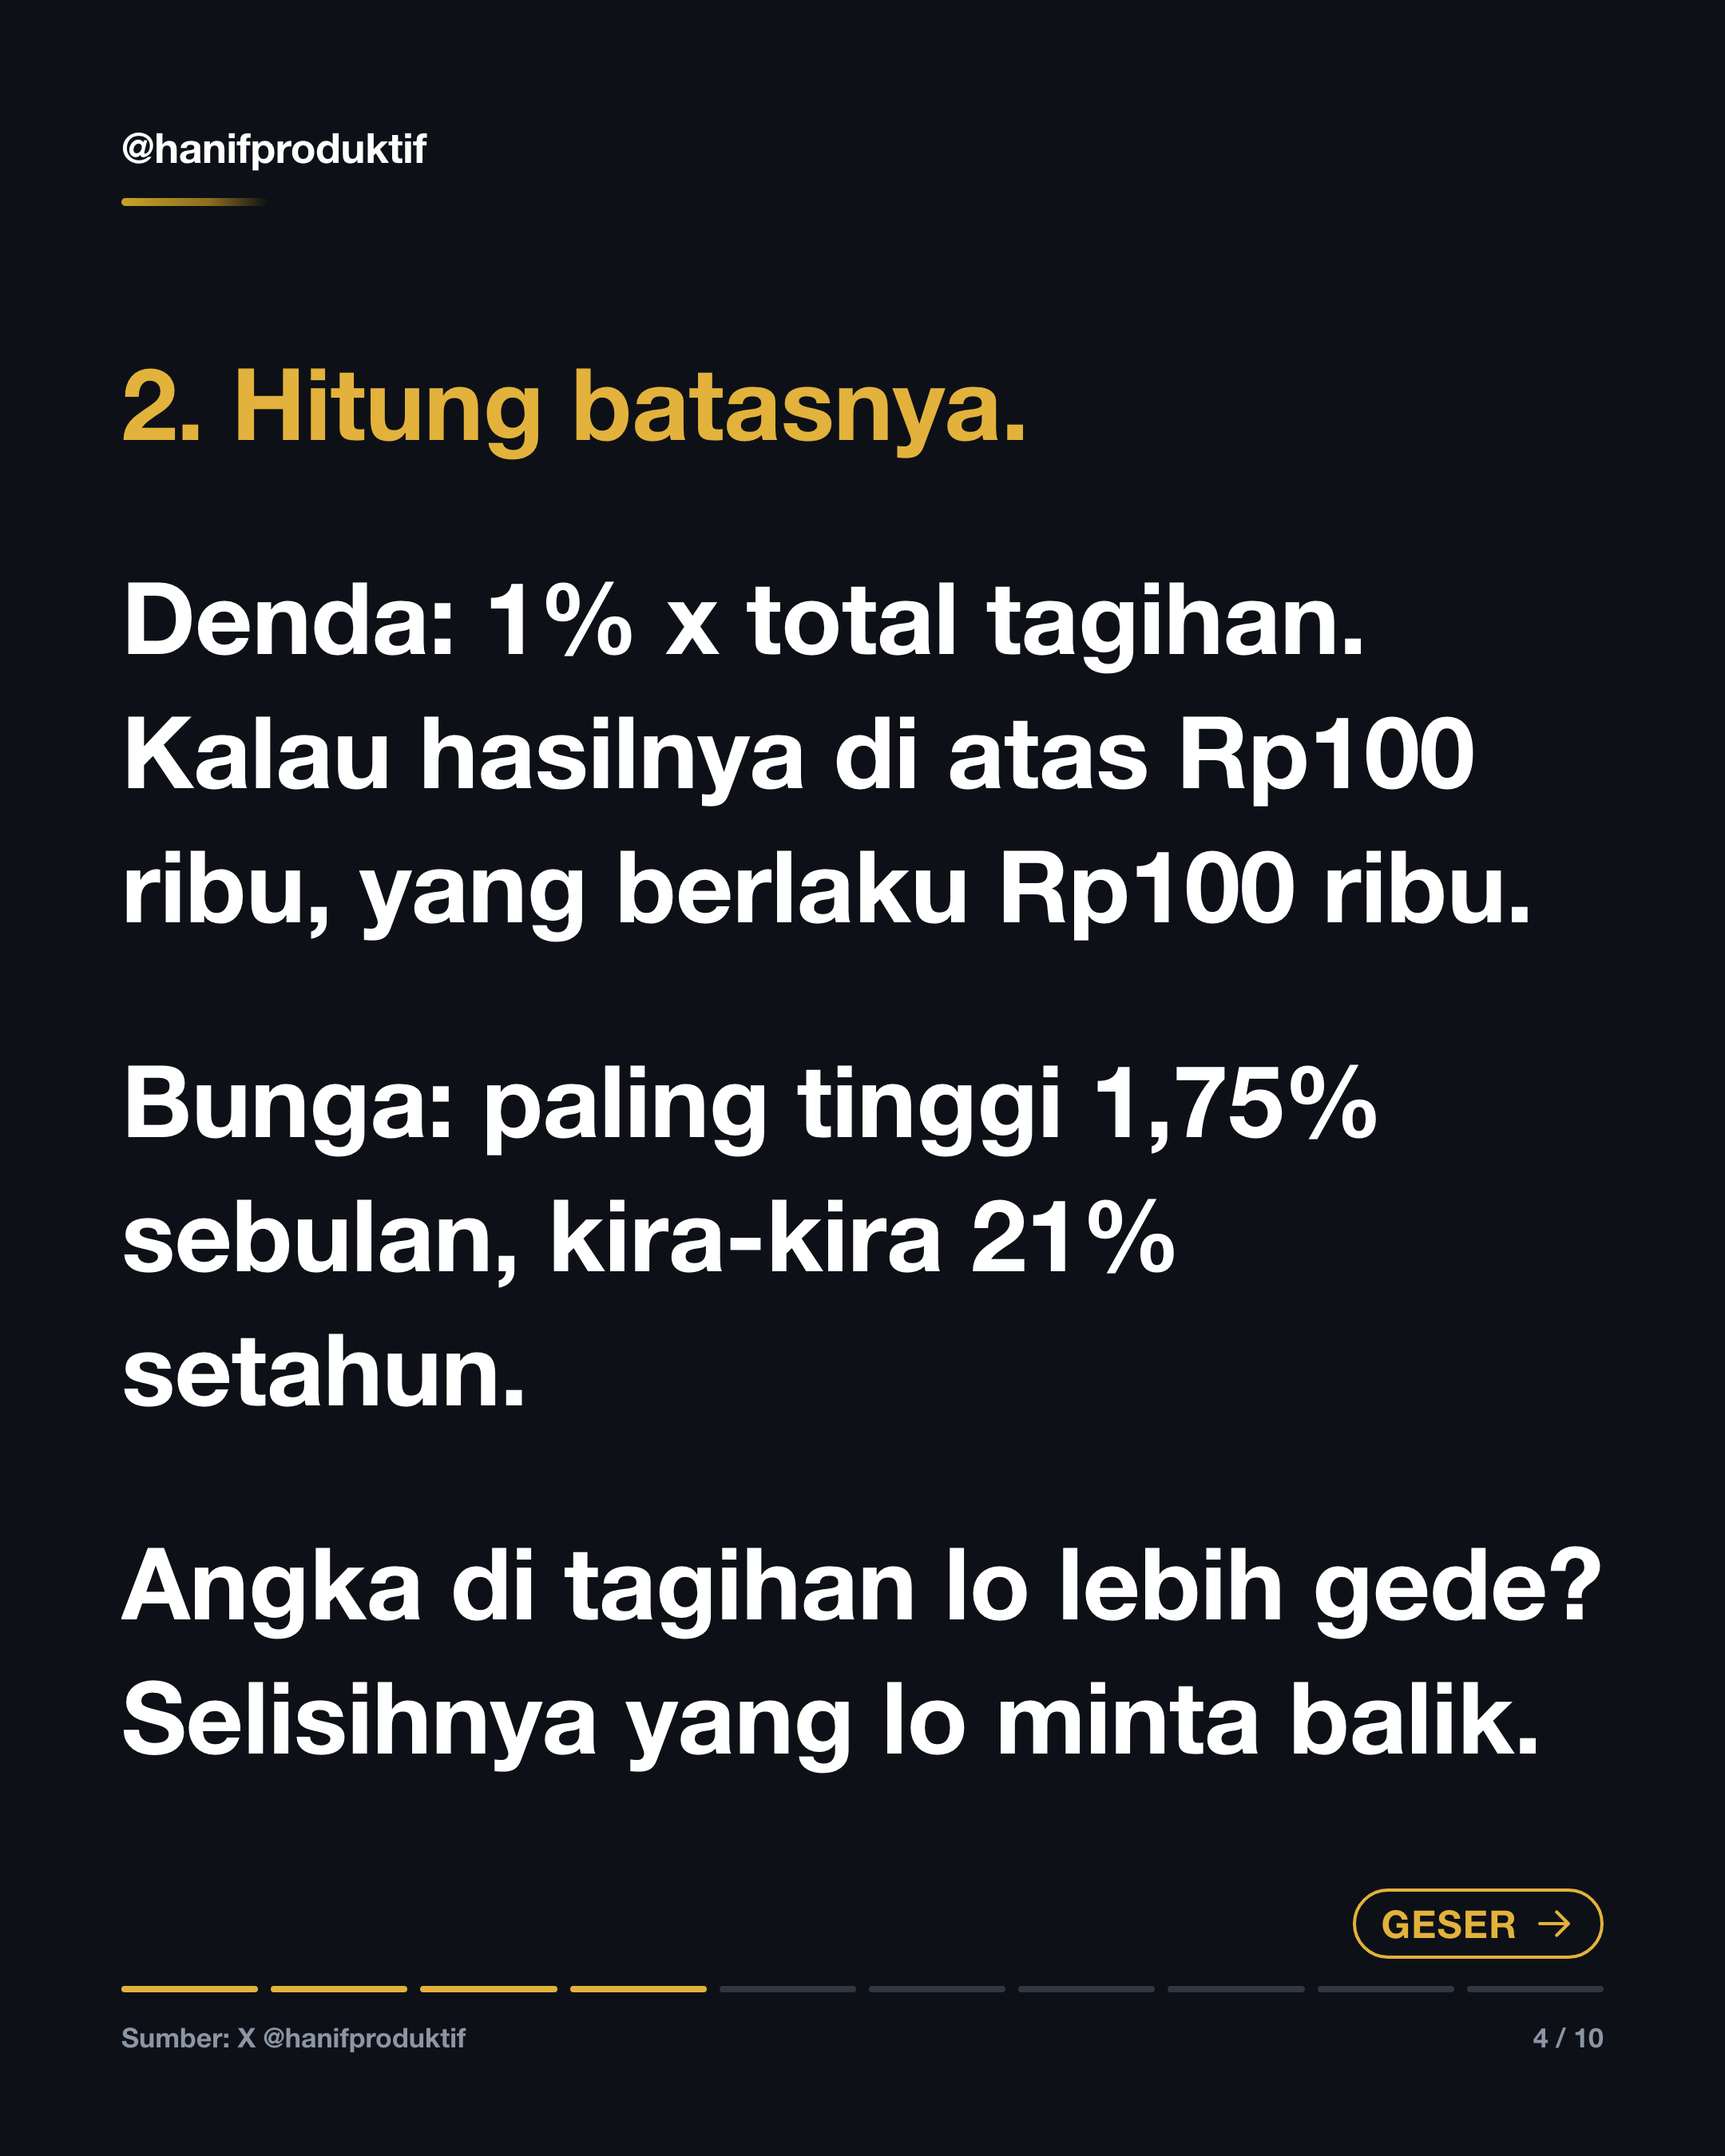 @hanifproduktif
2. Hitung batasnya.
Denda: 1% x total tagihan.
Kalau hasilnya di atas Rp100
ribu, yang berlaku Rp100 ribu.
Bunga: paling tinggi 1,75%
sebulan, kira-kira 21%
setahun.
Angka di tagihan lo lebih gede?
Selisihnya yang lo minta balik.
GESER →
Sumber: X @hanifproduktif
4 / 10